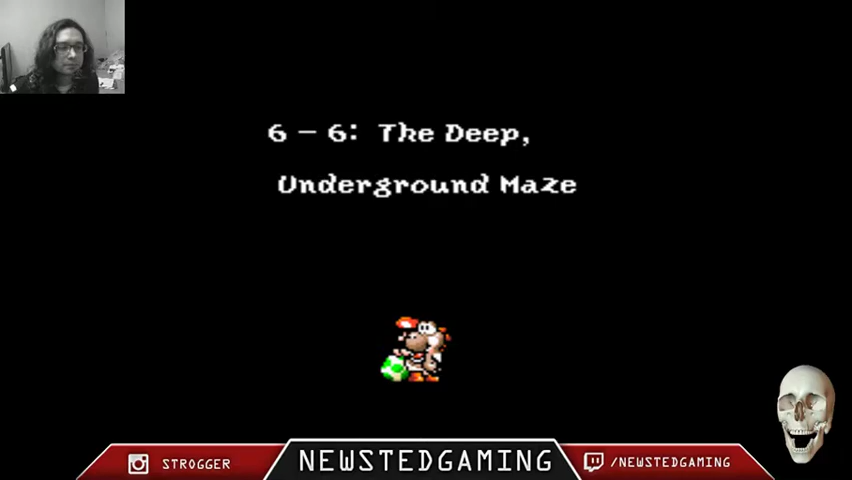 6 - 6: The Deep,
Underground Maze
STROGGER
NEWSTEDGAMING
/NEWSTEDGAMING